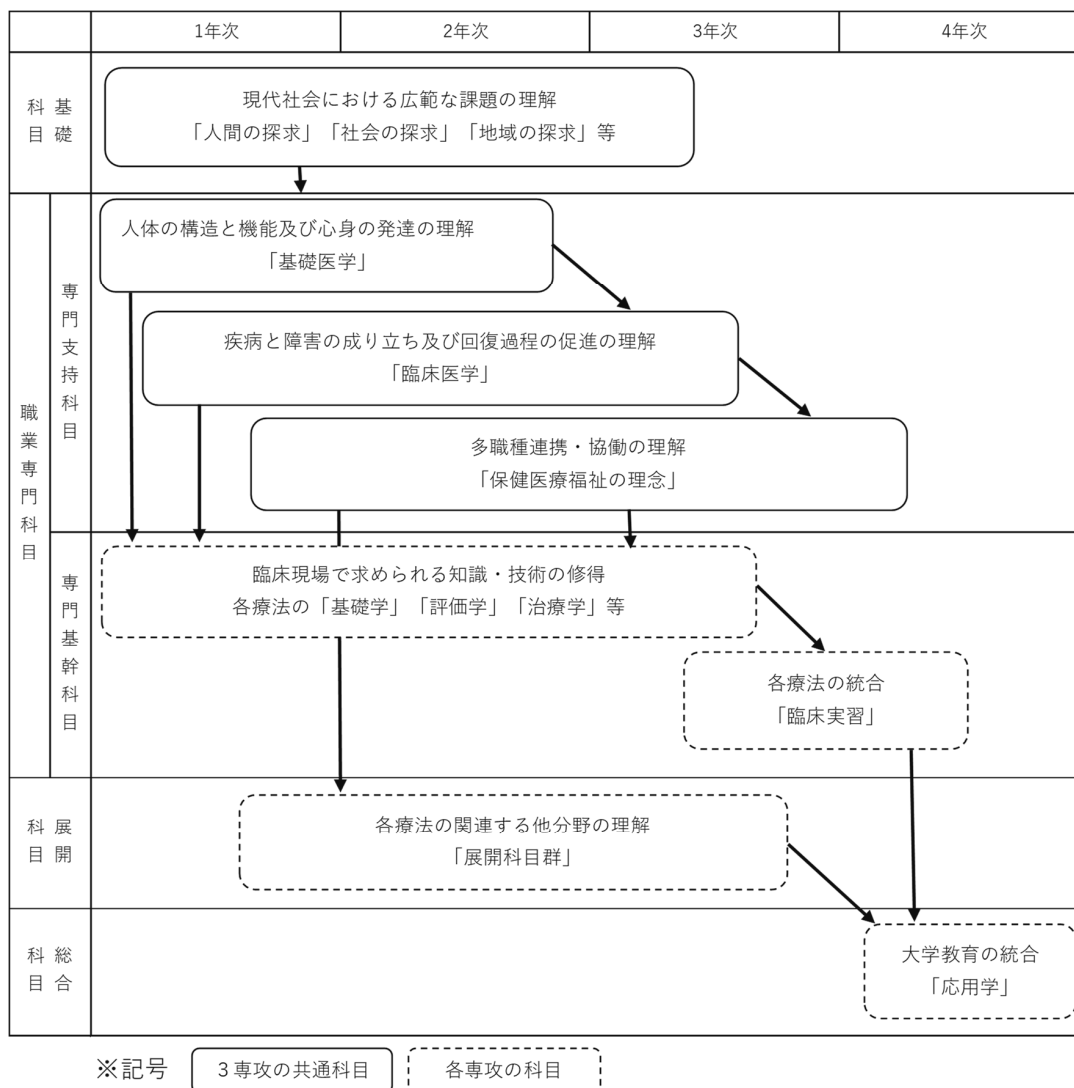 1年次 2年次 3年次 4年次
基礎科目
現代社会における広範な課題の理解
「人間の探求」「社会の探求」「地域の探求」等
職業専門科目
専門支持科目
人体の構造と機能及び心身の発達の理解
「基礎医学」
疾病と障害の成り立ち及び回復過程の促進の理解
「臨床医学」
多職種連携・協働の理解
「保健医療福祉の理念」
専門基幹科目
臨床現場で求められる知識・技術の修得
各療法の「基礎学」「評価学」「治療学」等
各療法の統合
「臨床実習」
展開科目
各療法の関連する他分野の理解
「展開科目群」
総合科目
大学教育の統合
「応用学」
※記号 3専攻の共通科目 各専攻の科目